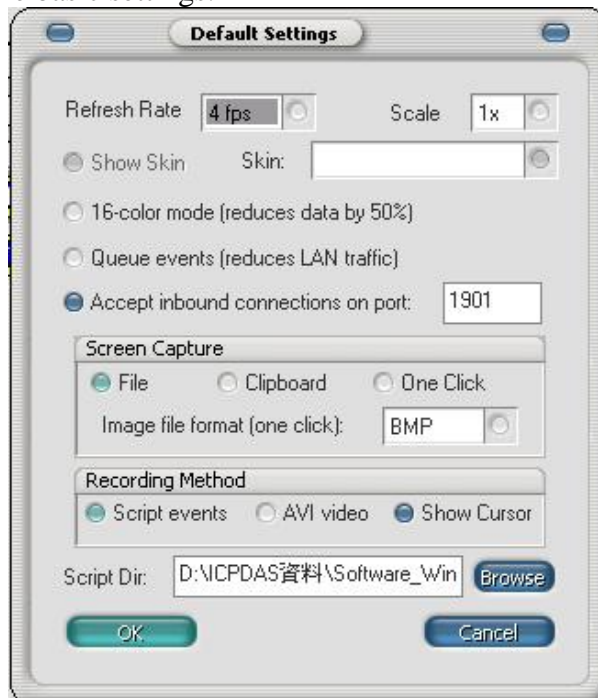 Default Settings
Refresh Rate 4 fps Scale 1x
Show Skin Skin:
16-color mode (reduces data by 50%)
Queue events (reduces LAN traffic)
Accept inbound connections on port: 1901
Screen Capture
File Clipboard One Click
Image file format (one click): BMP
Recording Method
Script events AVI video Show Cursor
Script Dir: D:\ICPDAS資料\Software_Win Browse
OK Cancel